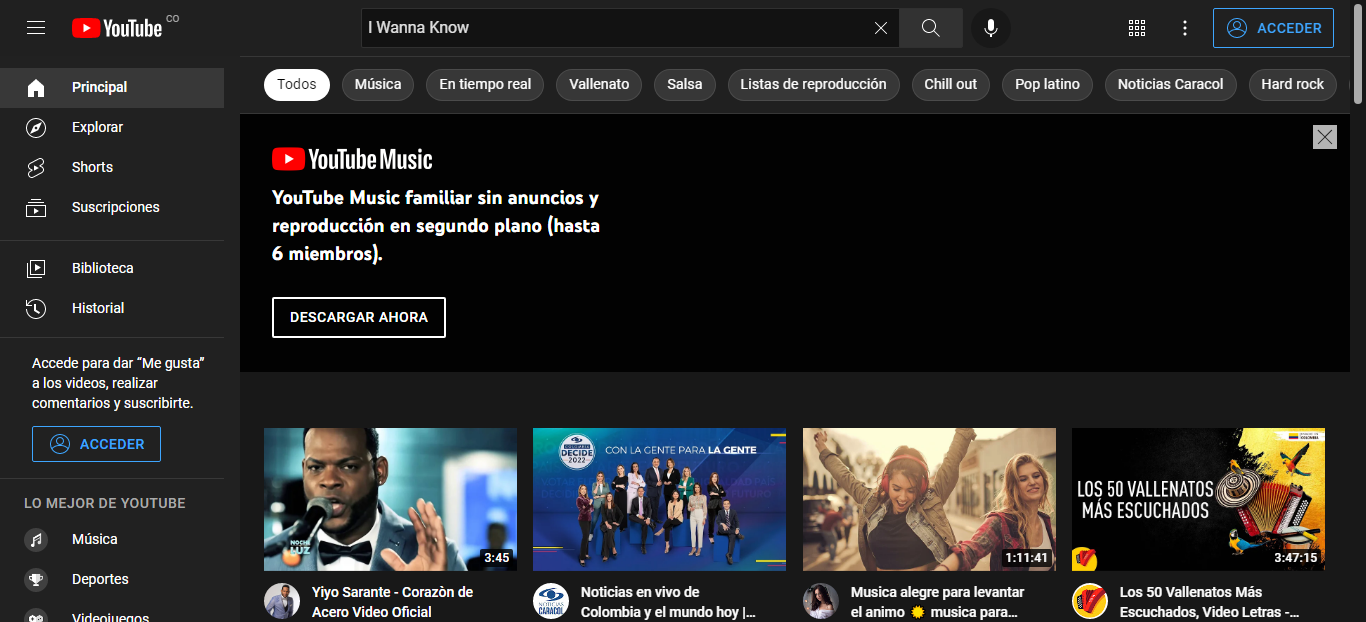 YouTube CO
I Wanna Know
ACCEDER
Principal
Explorar
Shorts
Suscripciones
Biblioteca
Historial
Accede para dar “Me gusta”
a los videos, realizar
comentarios y suscribirte.
ACCEDER
LO MEJOR DE YOUTUBE
Música
Deportes
Videojuegos
Todos
Música
En tiempo real
Vallenato
Salsa
Listas de reproducción
Chill out
Pop latino
Noticias Caracol
Hard rock
YouTube Music
YouTube Music familiar sin anuncios y
reproducción en segundo plano (hasta
6 miembros).
DESCARGAR AHORA
NOCHE
LUZ
3:45
Yiyo Sarante - Corazòn de
Acero Video Oficial
COLOMBIA
DECIDE
2022
CON LA GENTE PARA LA GENTE
NOTICIAS
CARACOL
Noticias en vivo de
Colombia y el mundo hoy |...
1:11:41
Musica alegre para levantar
el animo 🌟 musica para...
COLOMBIA
LOS 50 VALLENATOS
MÁS ESCUCHADOS
3:47:15
Los 50 Vallenatos Más
Escuchados, Video Letras -...